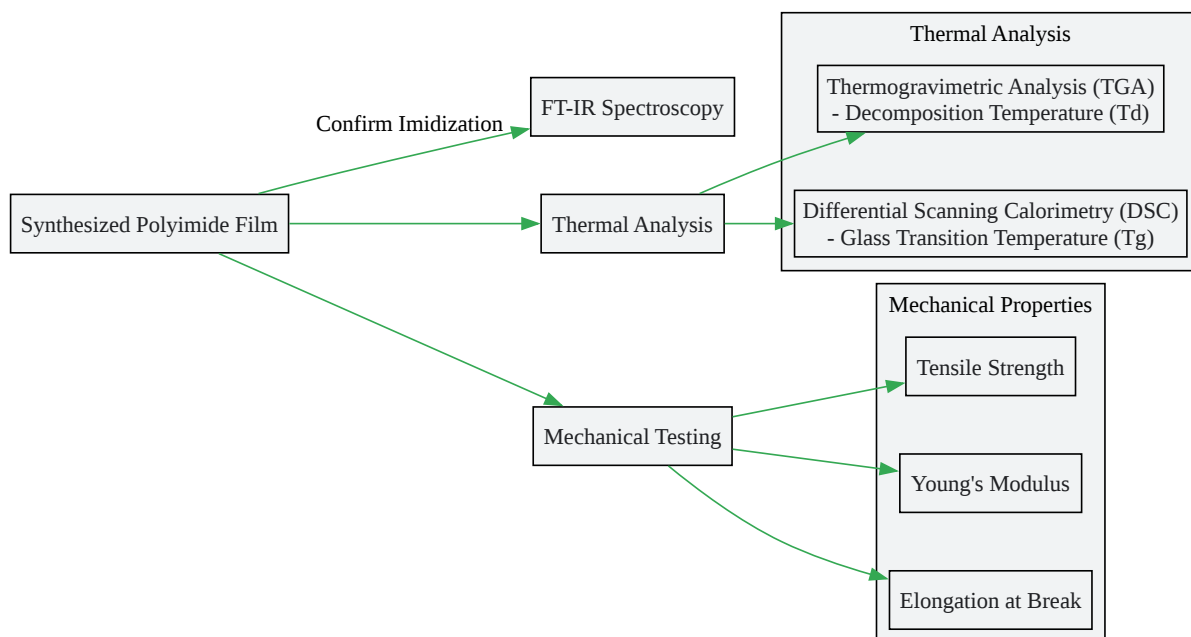 Thermal Analysis
Thermogravimetric Analysis (TGA)
- Decomposition Temperature (Td)
FT-IR Spectroscopy
Confirm Imidization
Synthesized Polyimide Film
Thermal Analysis
Differential Scanning Calorimetry (DSC)
- Glass Transition Temperature (Tg)
Mechanical Properties
Tensile Strength
Mechanical Testing
Young's Modulus
Elongation at Break